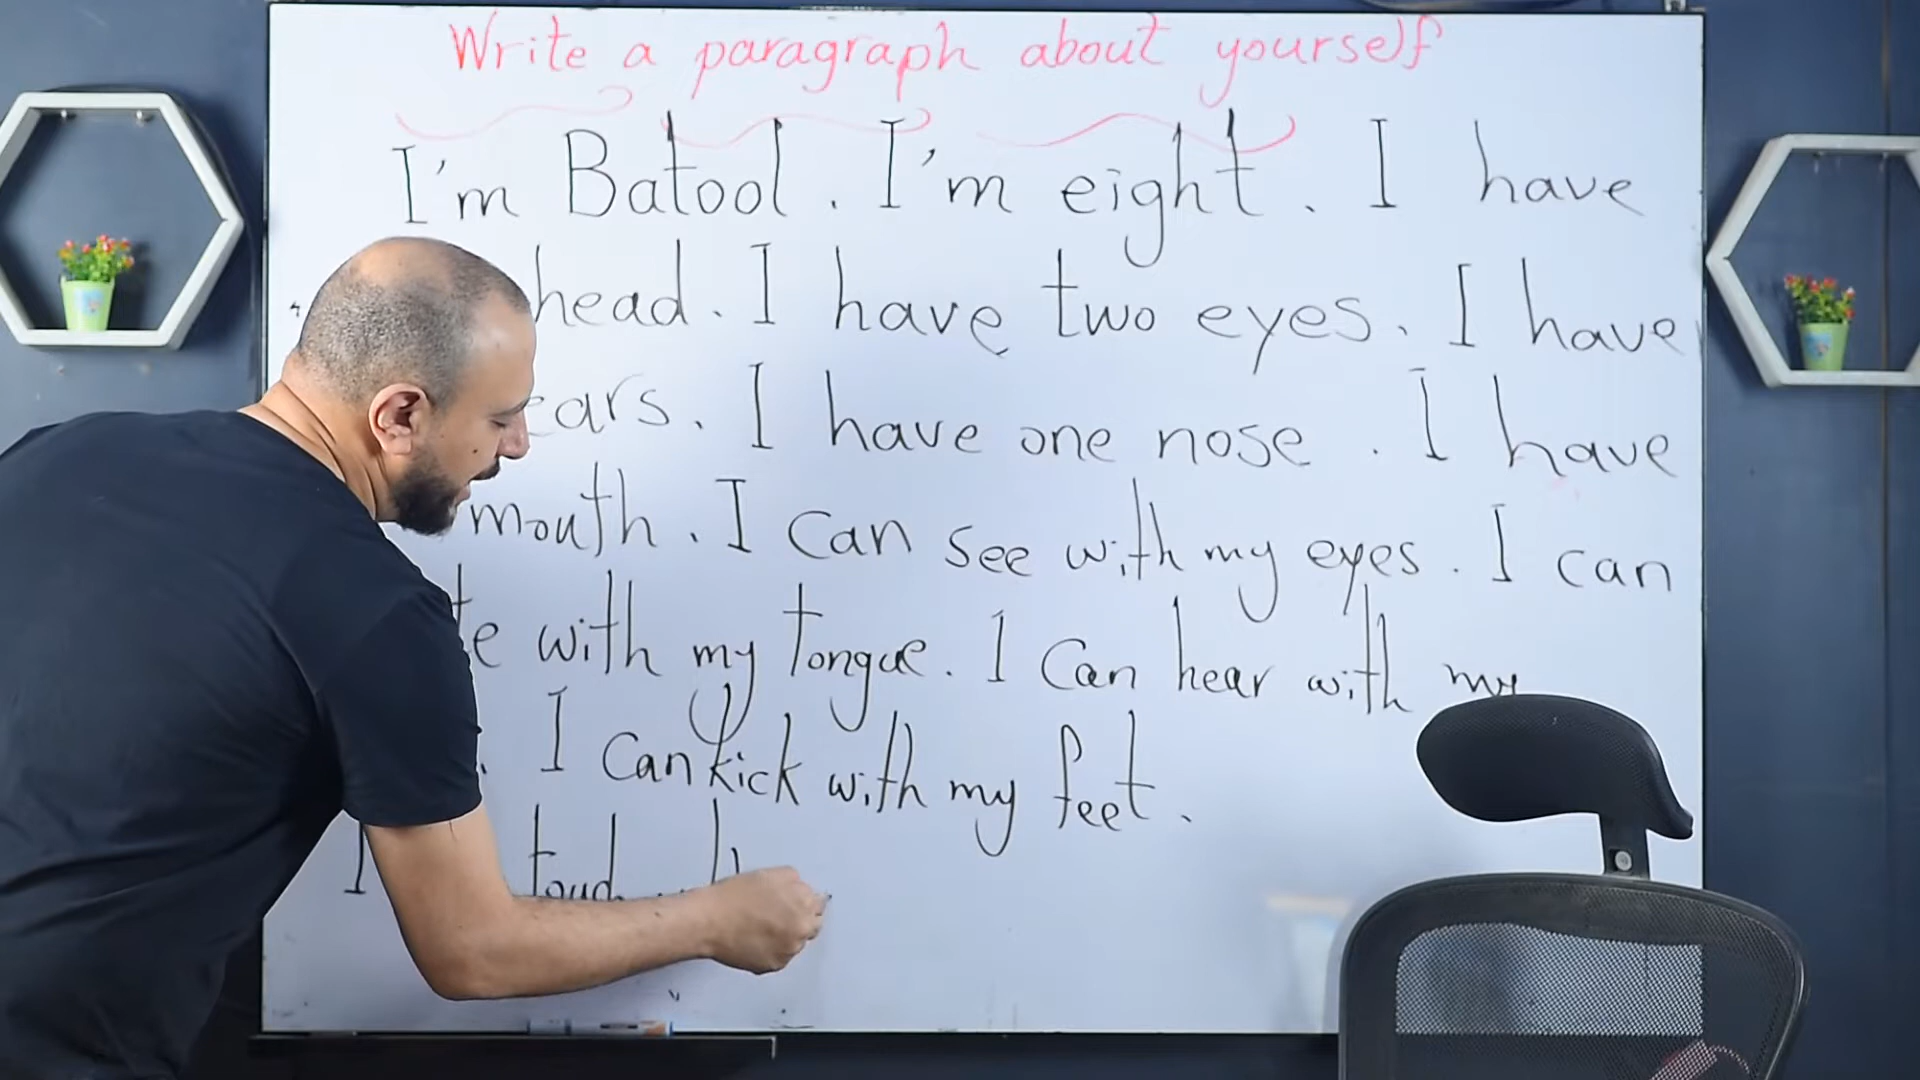 Write a paragraph about yourself
I'm Batool. I'm eight. I have
head. I have two eyes. I have
ears. I have one nose. I have
mouth. I can see with my eyes. I can
with my tongue. I Can hear with my
I Can kick with my feet.
I touch